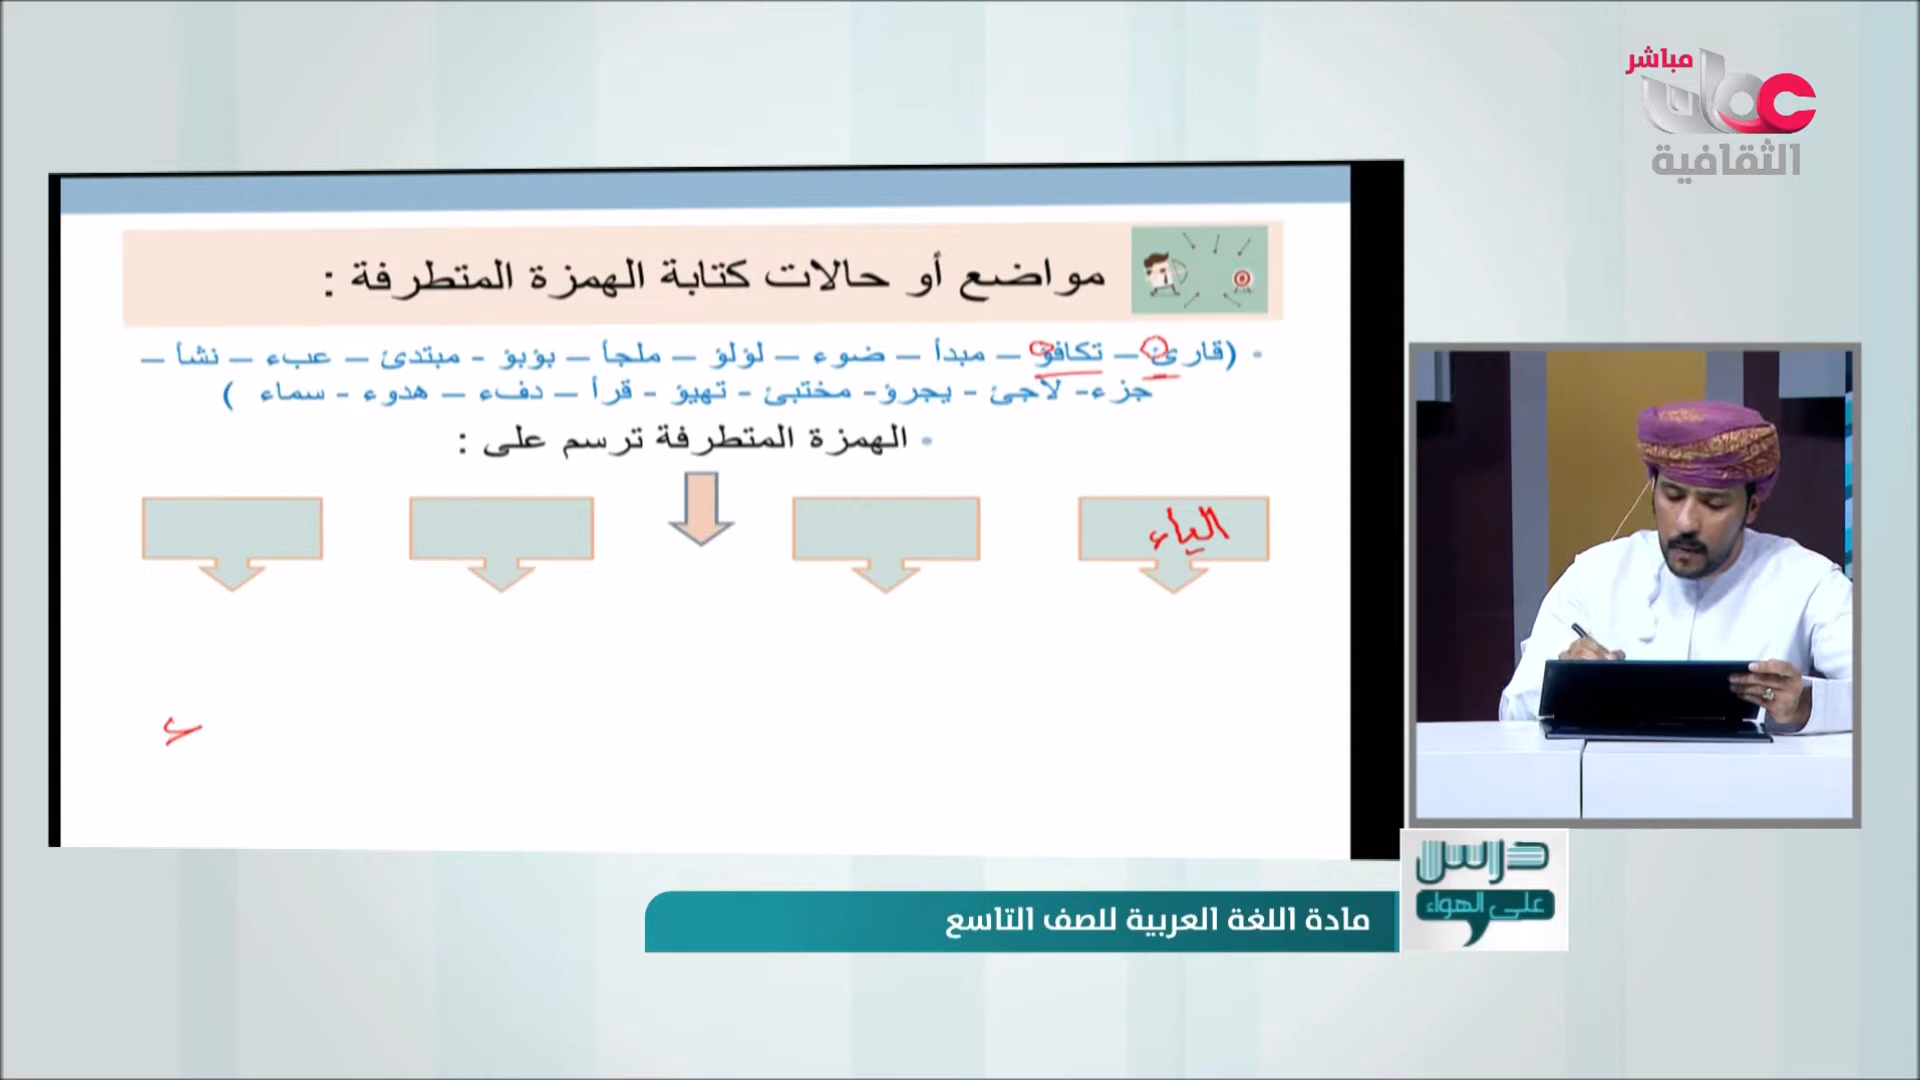 مباشر
عمان
الثقافية
مواضع أو حالات كتابة الهمزة المتطرفة :
• (قارئ – تكافؤ – مبدأ – ضوء – لؤلؤ – ملجأ – بؤبؤ - مبتدئ – عبء – نشأ –
جزء- لاجئ - يجرؤ- مختبئ - تهيؤ - قرأ – دفء – هدوء - سماء )
• الهمزة المتطرفة ترسم على :
الياء
ء
درس
على الهواء
مادة اللغة العربية للصف التاسع